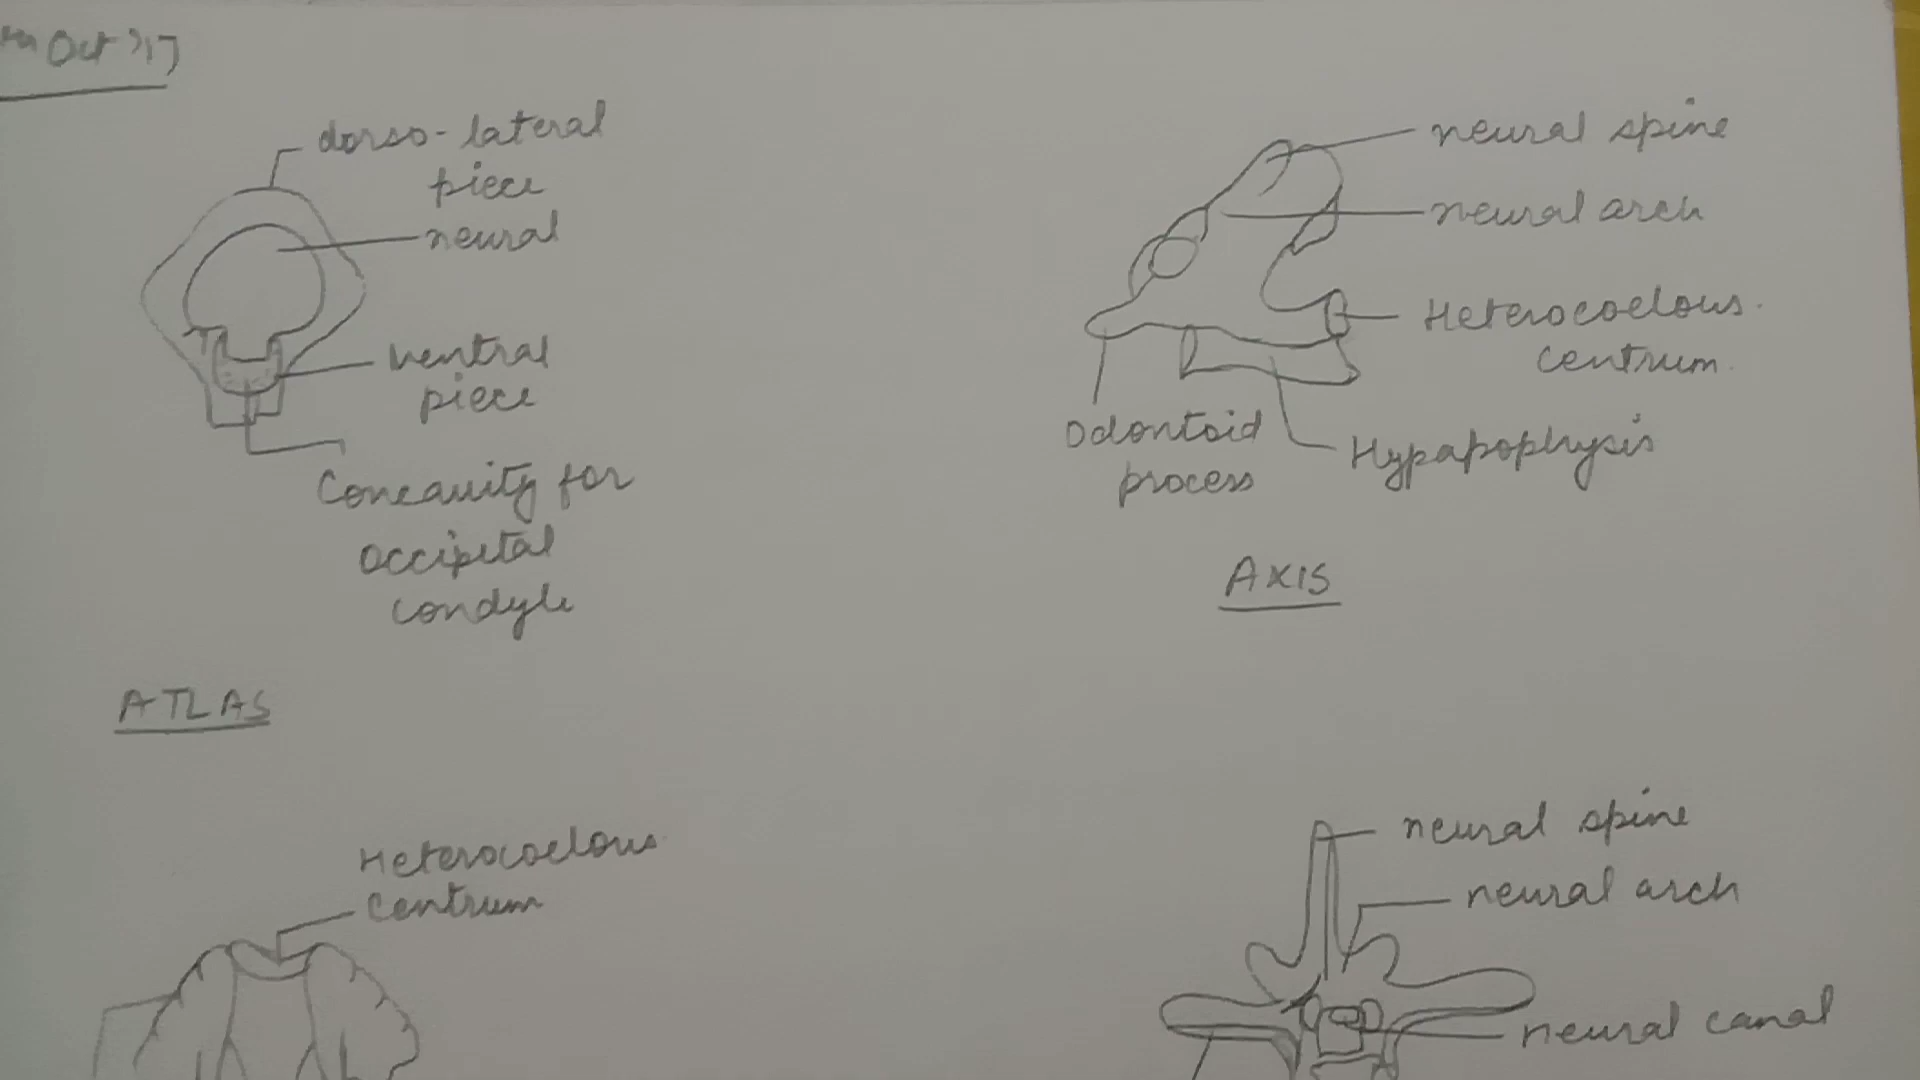 Oct '17
dorso-lateral
piece
neural
ventral
piece
Concavity for
occipital
condyle
ATLAS
neural spine
neural arch
Heterocoelous
centrum
Odontoid
process
Hypapophysis
AXIS
Heterocoelous
centrum
neural spine
neural arch
neural canal